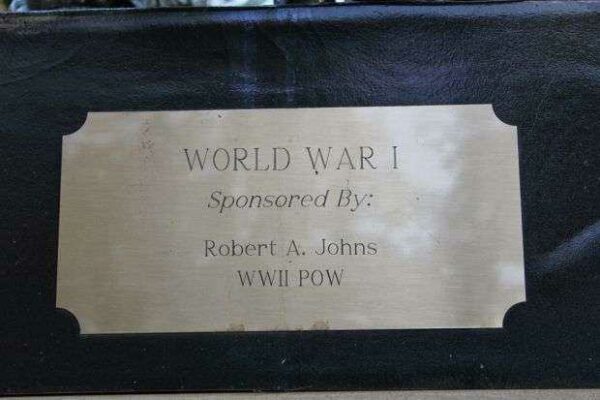 WORLD WAR I
Sponsored By:
Robert A. Johns
WWII POW